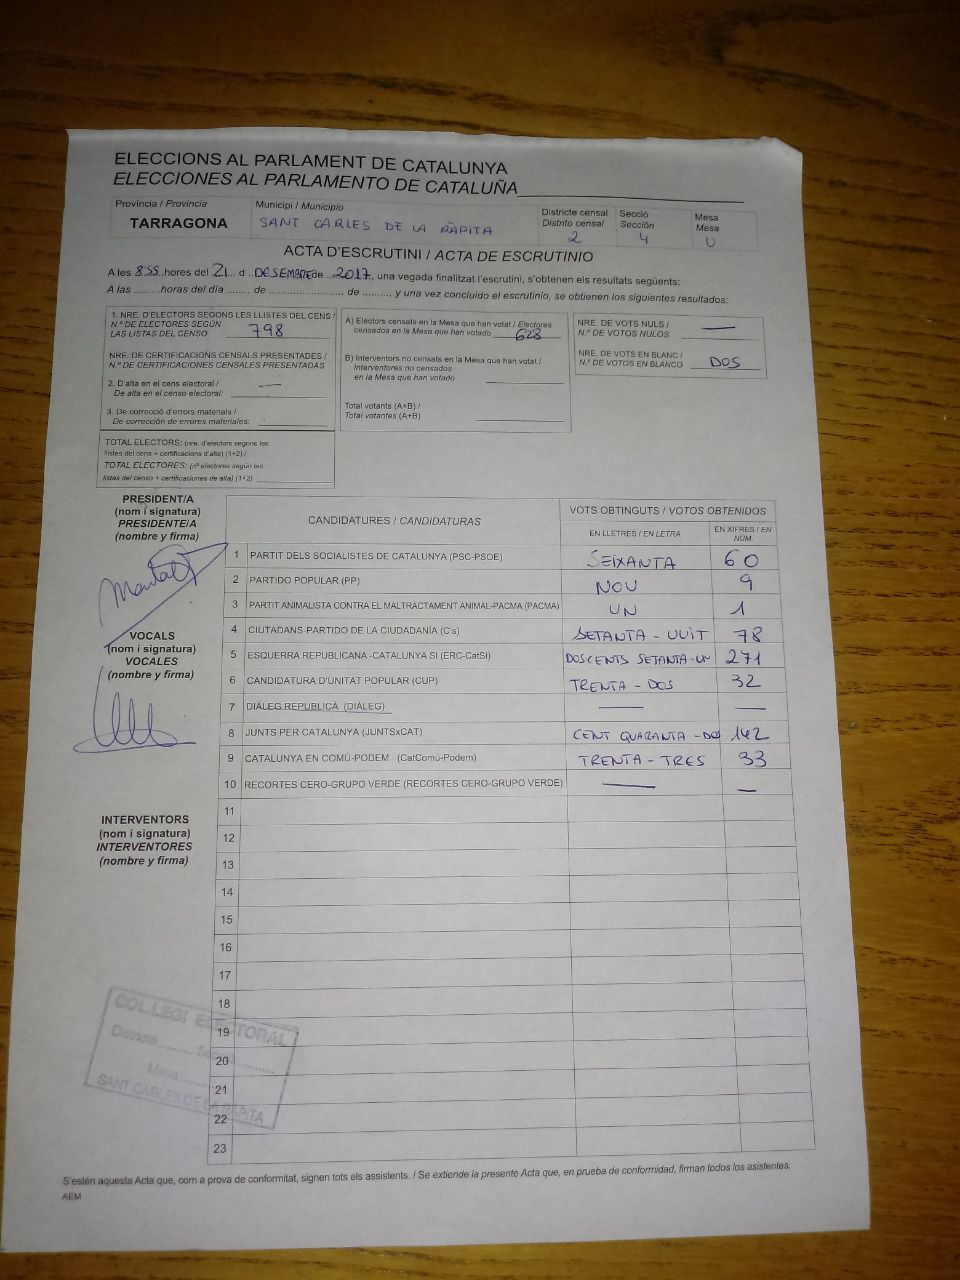 ELECCIONS AL PARLAMENT DE CATALUNYA
ELECCIONES AL PARLAMENTO DE CATALUÑA
Província / Provincia
TARRAGONA
Municipi / Municipio
SANT CARLES DE LA RÀPITA
Districte censal
Distrito censal
2
Secció
Sección
4
Mesa
Mesa
U
ACTA D'ESCRUTINI / ACTA DE ESCRUTINIO
A les 8:55 hores del 21 d DESEMBRE de 2017, una vegada finalitzat l'escrutini, s'obtenen els resultats següents:
A las .........horas del día ........ de ......................... de ........., y una vez concluido el escrutinio, se obtienen los siguientes resultados:
1. NRE. D'ELECTORS SEGONS LES LLISTES DEL CENS /
N.º DE ELECTORES SEGÚN
LAS LISTAS DEL CENSO 798
NRE. DE CERTIFICACIONS CENSALS PRESENTADES /
N.º DE CERTIFICACIONES CENSALES PRESENTADAS
2. D'alta en el cens electoral / —
De alta en el censo electoral:
3. De correcció d'errors materials /
De corrección de errores materiales:
TOTAL ELECTORS: (nre. d'electors segons les
llistes del cens + certificacions d'alta) (1+2) /
TOTAL ELECTORES: (nº electores según las
listas del censo + certificaciones de alta) (1+2)
A) Electors censats en la Mesa que han votat / Electores
censados en la Mesa que han votado 628
B) Interventors no censats en la Mesa que han votat /
Interventores no censados
en la Mesa que han votado
Total votants (A+B) /
Total votantes (A+B)
NRE. DE VOTS NULS / —
N.º DE VOTOS NULOS
NRE. DE VOTS EN BLANC /
N.º DE VOTOS EN BLANCO DOS
PRESIDENT/A
(nom i signatura)
PRESIDENTE/A
(nombre y firma)
VOCALS
(nom i signatura)
VOCALES
(nombre y firma)
INTERVENTORS
(nom i signatura)
INTERVENTORES
(nombre y firma)
CANDIDATURES / CANDIDATURAS
VOTS OBTINGUTS / VOTOS OBTENIDOS
EN LLETRES / EN LETRA
EN XIFRES / EN NÚM.
1 PARTIT DELS SOCIALISTES DE CATALUNYA (PSC-PSOE) SEIXANTA 60
2 PARTIDO POPULAR (PP) NOU 9
3 PARTIT ANIMALISTA CONTRA EL MALTRACTAMENT ANIMAL-PACMA (PACMA) UN 1
4 CIUTADANS-PARTIDO DE LA CIUDADANÍA (C's) SETANTA - VUIT 78
5 ESQUERRA REPUBLICANA -CATALUNYA SÍ (ERC-CatSí) DOSCENTS SETANTA-UN 271
6 CANDIDATURA D'UNITAT POPULAR (CUP) TRENTA - DOS 32
7 DIÀLEG REPUBLICÀ (DIÀLEG) — —
8 JUNTS PER CATALUNYA (JUNTSxCAT) CENT QUARANTA - DOS 142
9 CATALUNYA EN COMÚ-PODEM (CatComú-Podem) TRENTA - TRES 33
10 RECORTES CERO-GRUPO VERDE (RECORTES CERO-GRUPO VERDE) — —
11
12
13
14
15
16
17
18
19
20
21
22
23
COL.LEGI ELECTORAL
Districte........... Secció...........
Mesa...........
SANT CARLES DE LA RÀPITA
S'estén aquesta Acta que, com a prova de conformitat, signen tots els assistents. / Se extiende la presente Acta que, en prueba de conformidad, firman todos los asistentes.
AEM